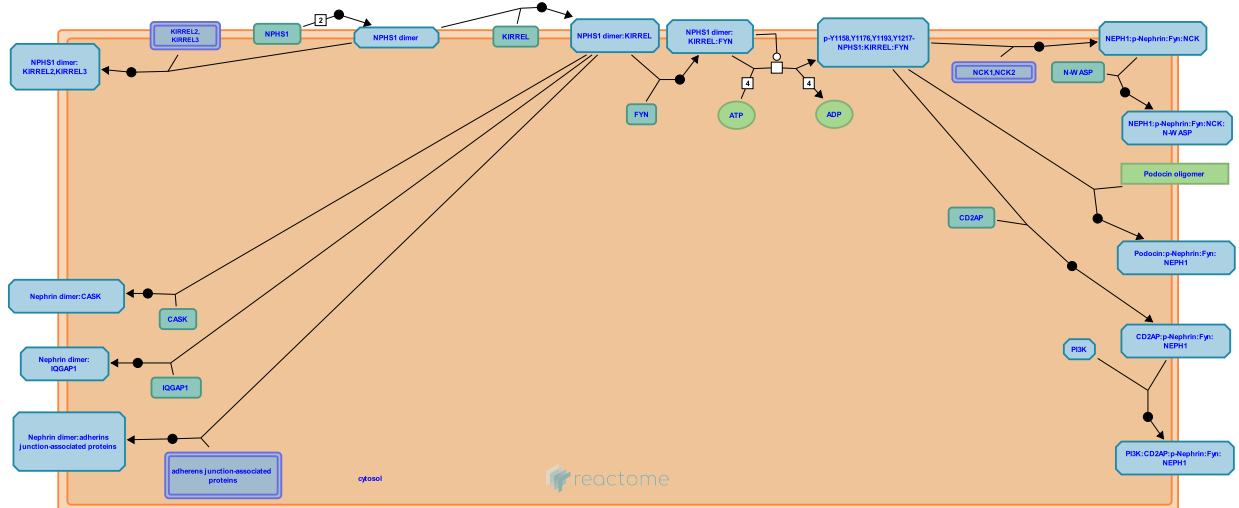 KIRREL2,
KIRREL3
NPHS1
2
NPHS1 dimer
KIRREL
NPHS1 dimer:KIRREL
NPHS1 dimer:
KIRREL:FYN
p-Y1158,Y1176,Y1193,Y1217-
NPHS1:KIRREL:FYN
NEPH1:p-Nephrin:Fyn:NCK
NPHS1 dimer:
KIRREL2,KIRREL3
NCK1,NCK2
N-WASP
4
4
FYN
ATP
ADP
NEPH1:p-Nephrin:Fyn:NCK:
N-WASP
Podocin oligomer
CD2AP
Podocin:p-Nephrin:Fyn:
NEPH1
Nephrin dimer:CASK
CASK
CD2AP:p-Nephrin:Fyn:
NEPH1
PI3K
Nephrin dimer:
IQGAP1
IQGAP1
Nephrin dimer:adherins
junction-associated proteins
adherens junction-associated
proteins
cytosol
reactome
PI3K:CD2AP:p-Nephrin:Fyn:
NEPH1